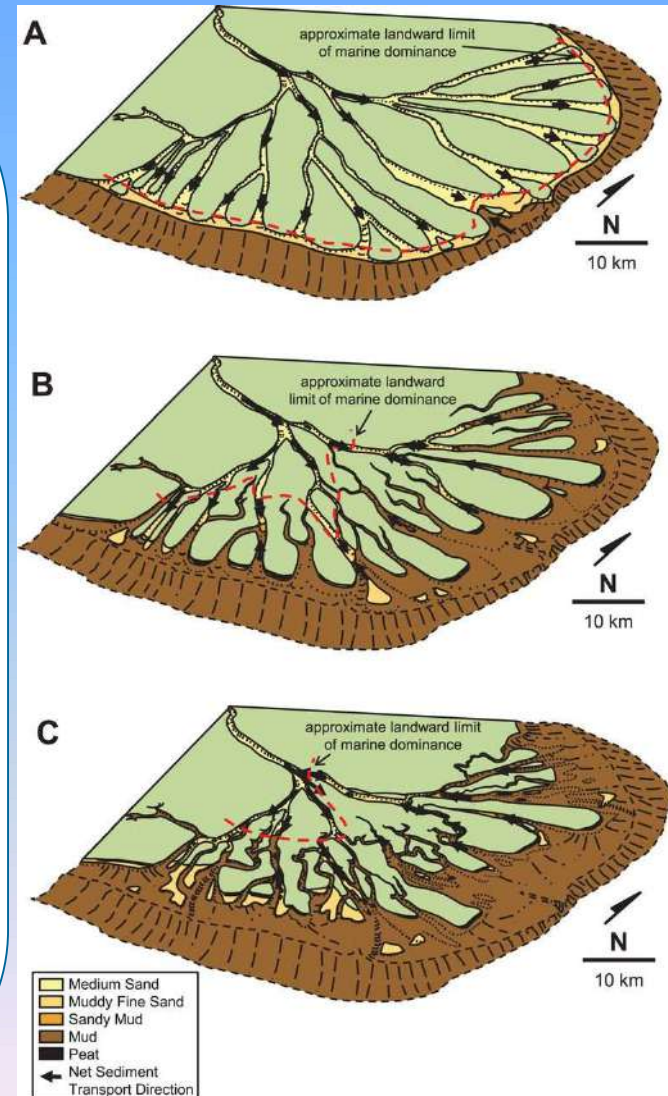 A
approximate landward limit
of marine dominance
N
10 km
B
approximate landward
limit of marine dominance
N
10 km
C
approximate landward limit
of marine dominance
N
10 km
Medium Sand
Muddy Fine Sand
Sandy Mud
Mud
Peat
Net Sediment
Transport Direction